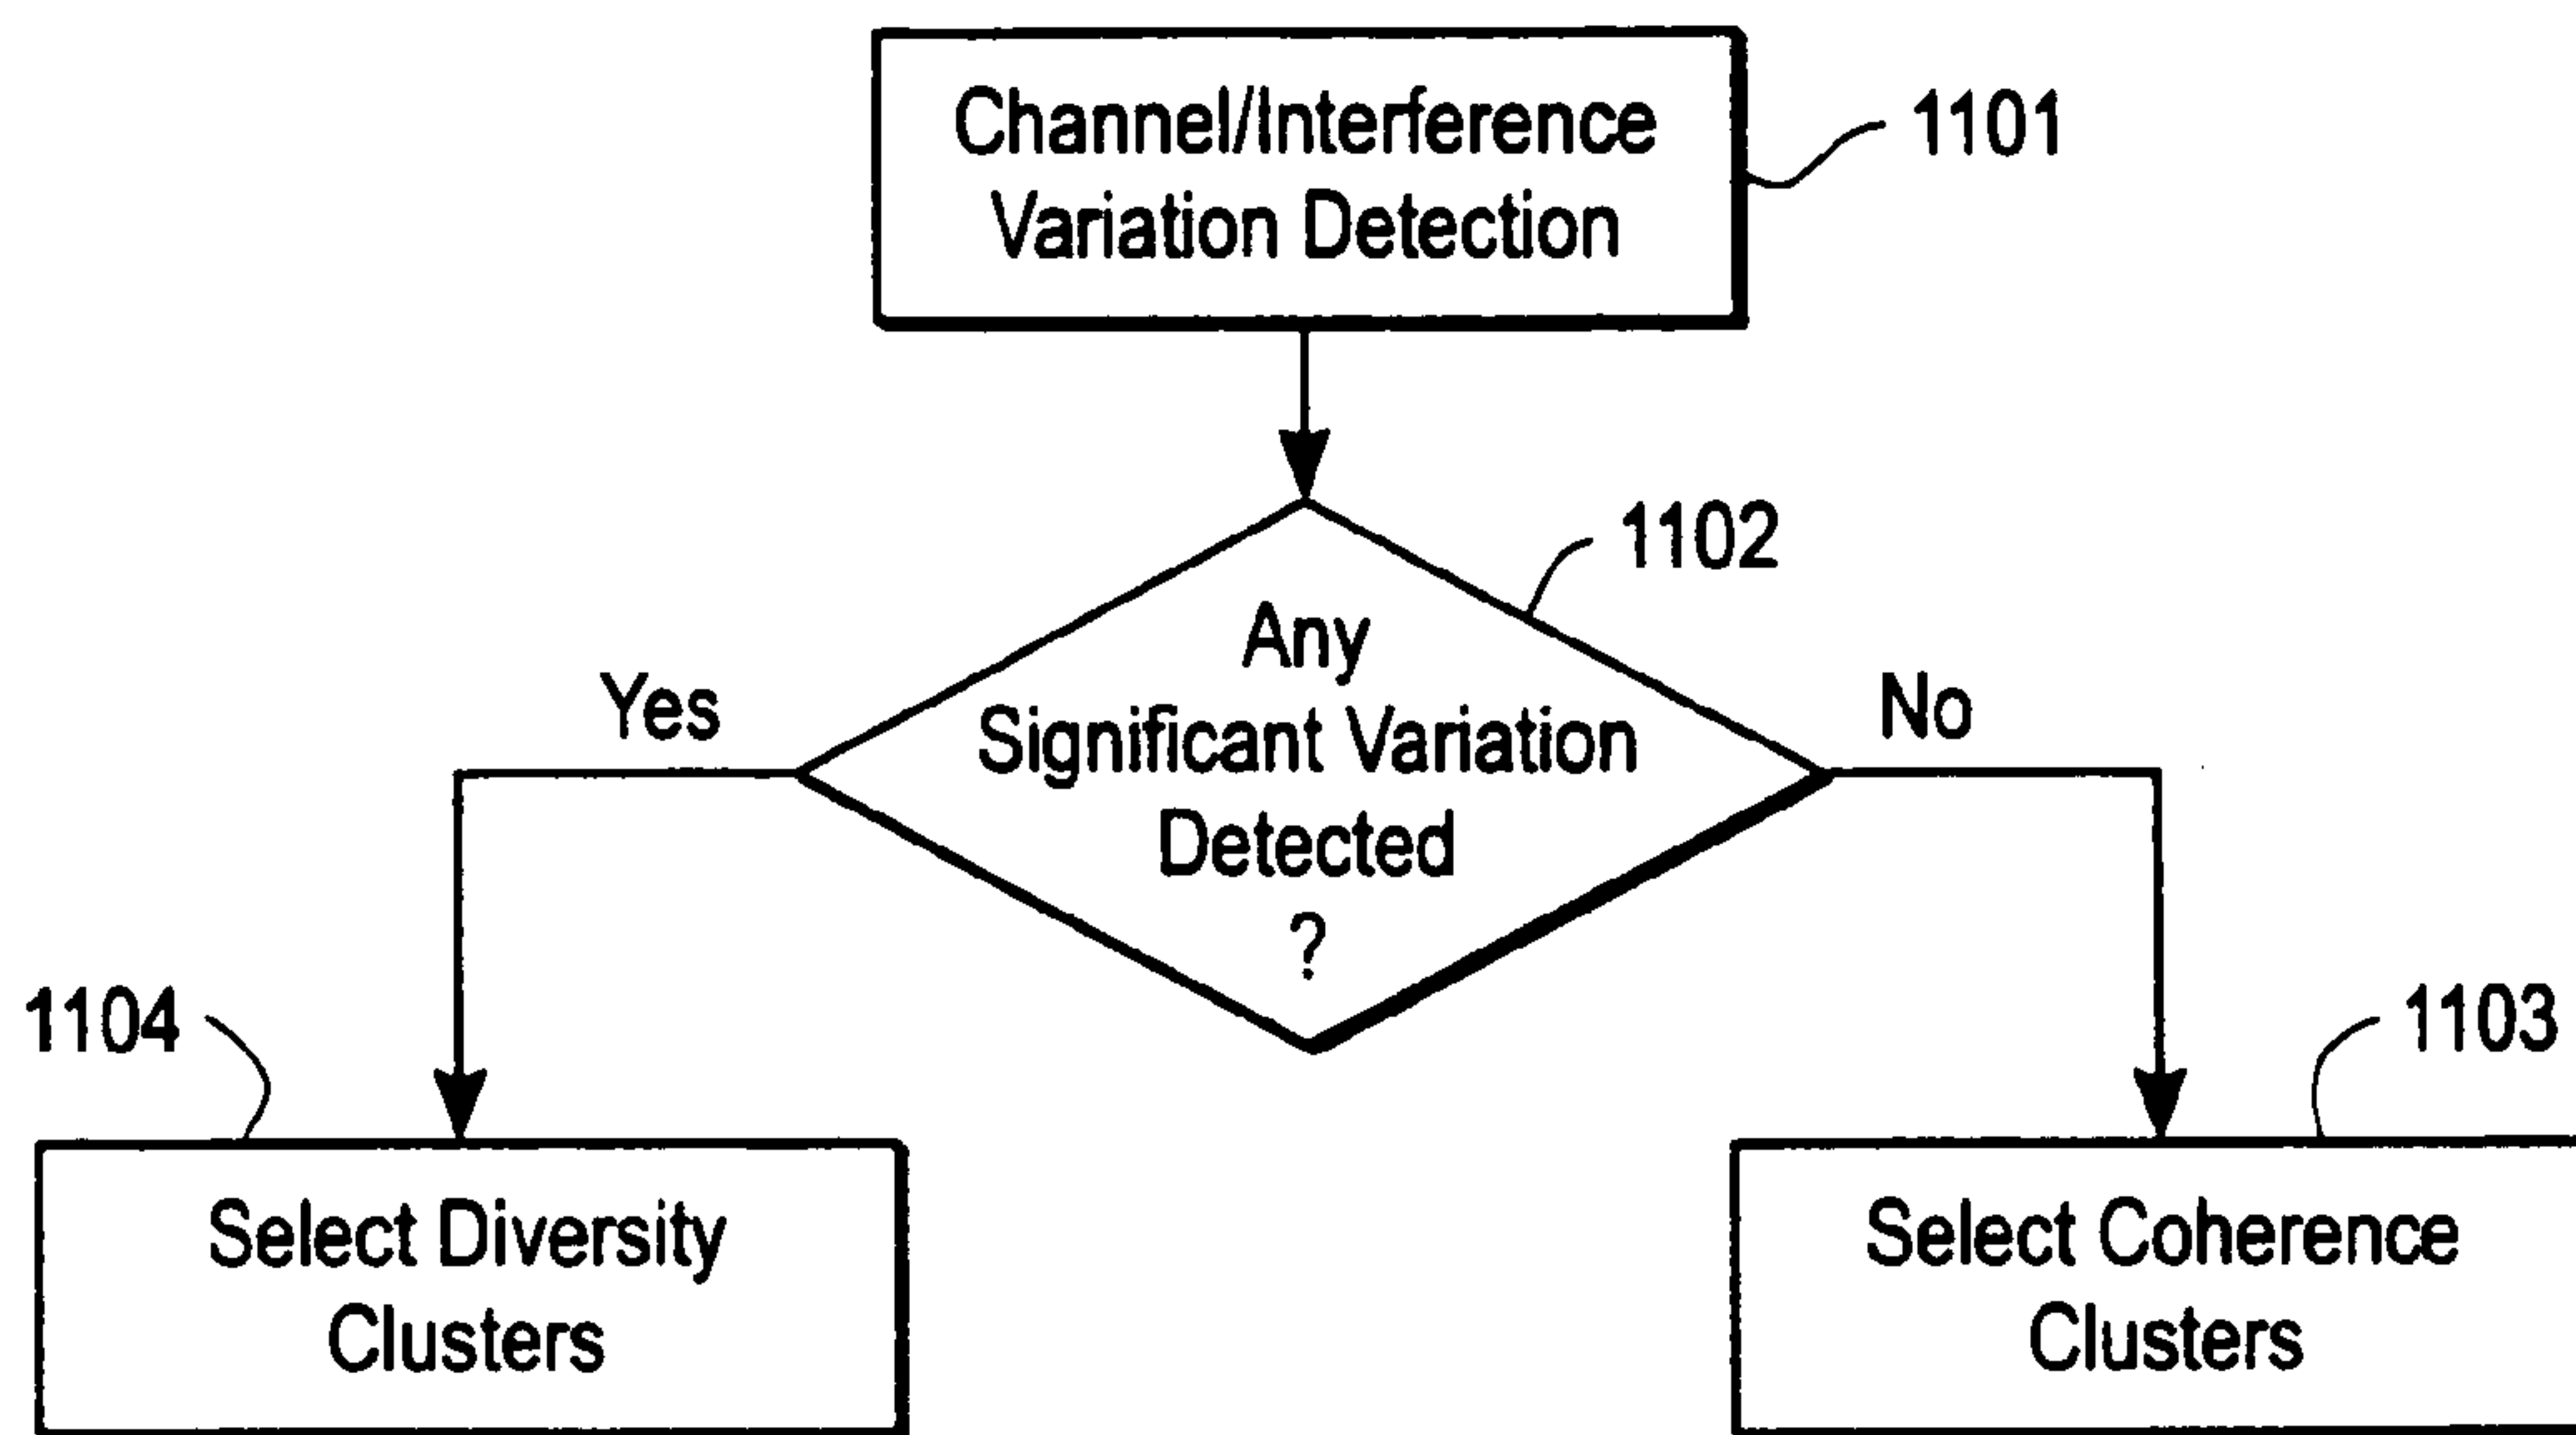 Channel/Interference
Variation Detection
1101
1102
Any
Significant Variation
Detected
?
Yes
No
1104
1103
Select Diversity
Clusters
Select Coherence
Clusters